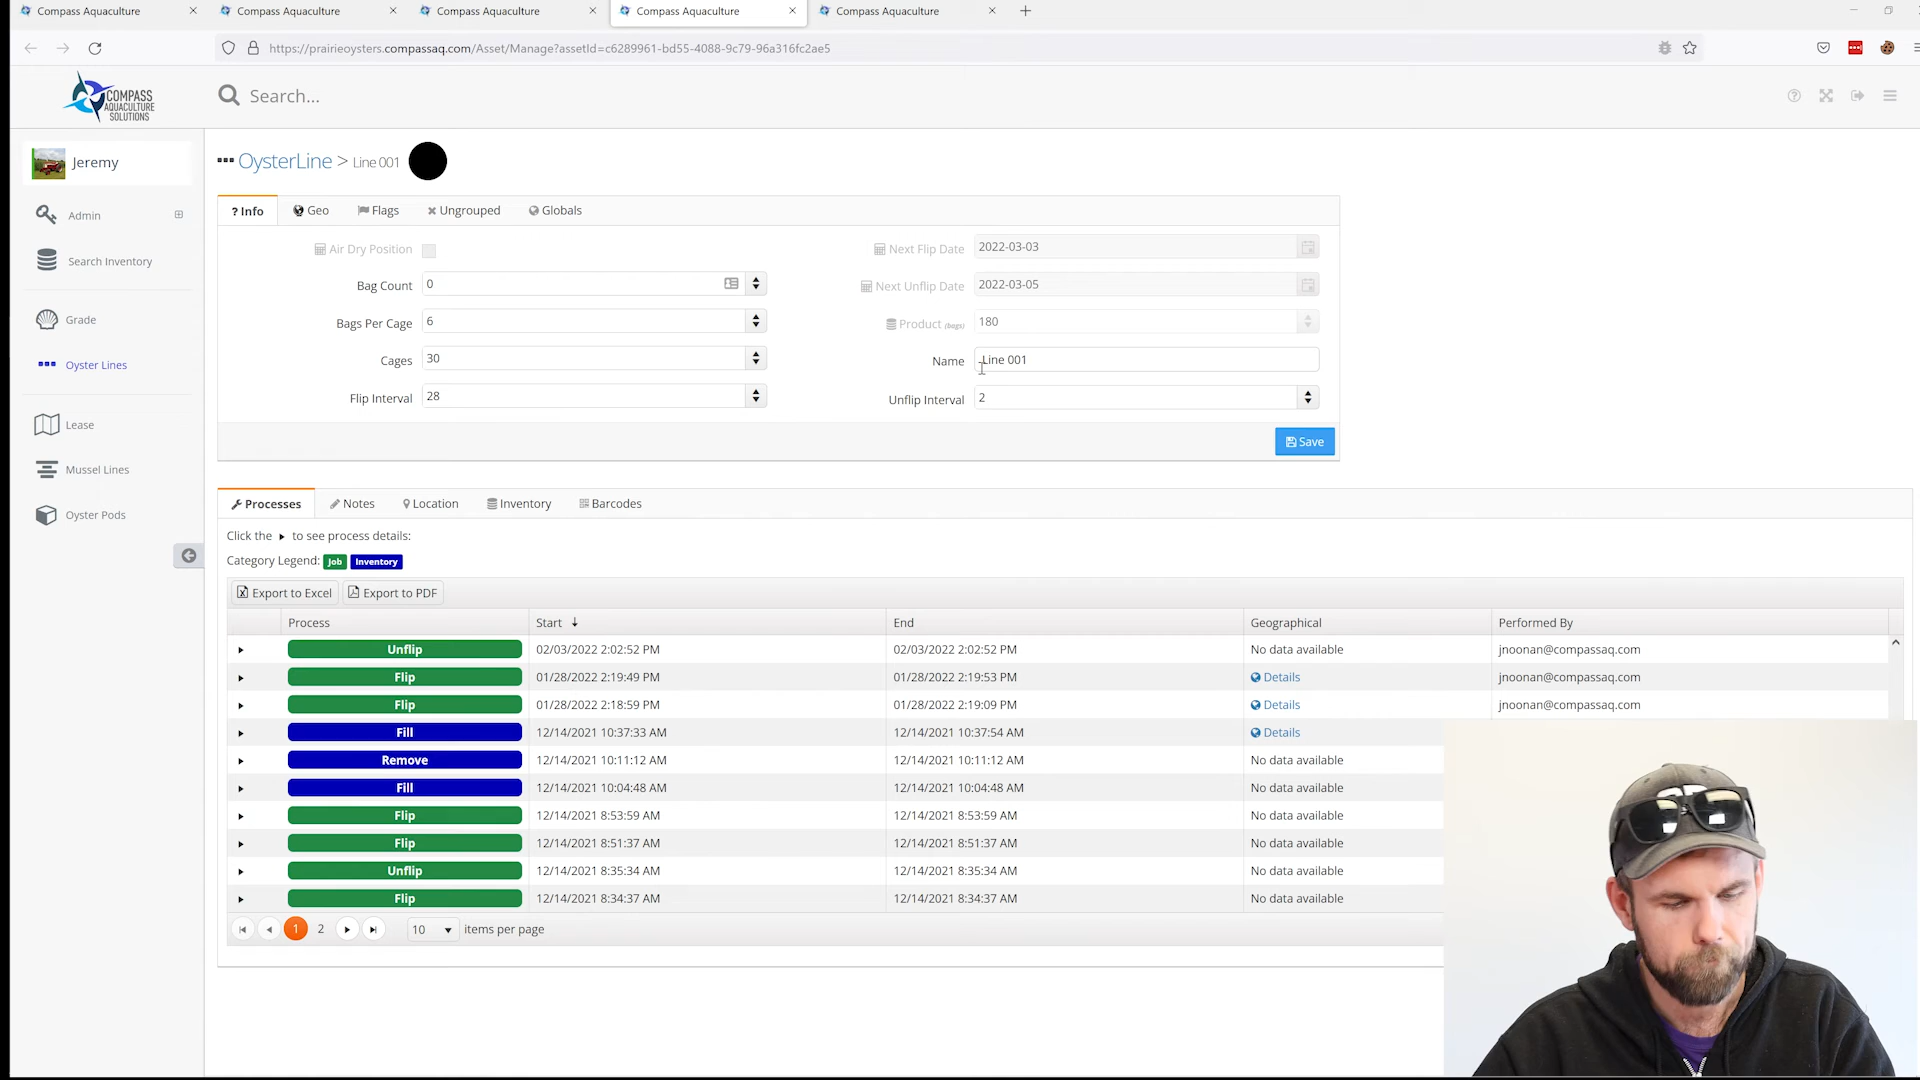 Compass Aquaculture
Compass Aquaculture
Compass Aquaculture
Compass Aquaculture
Compass Aquaculture
https://prairieoysters.compassaq.com/Asset/Manage?assetId=c6289961-bd55-4088-9c79-96a316fc2ae5
COMPASS
AQUACULTURE
SOLUTIONS
Search...
Jeremy
Admin
Search Inventory
Grade
Oyster Lines
Lease
Mussel Lines
Oyster Pods
OysterLine > Line 001
? Info Geo Flags Ungrouped Globals
Air Dry Position
Bag Count 0
Bags Per Cage 6
Cages 30
Flip Interval 28
Next Flip Date 2022-03-03
Next Unflip Date 2022-03-05
Product (bags) 180
Name Line 001
Unflip Interval 2
Save
Processes Notes Location Inventory Barcodes
Click the ▸ to see process details:
Category Legend: Job Inventory
Export to Excel Export to PDF
Process Start ↓ End Geographical Performed By
Unflip 02/03/2022 2:02:52 PM 02/03/2022 2:02:52 PM No data available jnoonan@compassaq.com
Flip 01/28/2022 2:19:49 PM 01/28/2022 2:19:53 PM Details jnoonan@compassaq.com
Flip 01/28/2022 2:18:59 PM 01/28/2022 2:19:09 PM Details jnoonan@compassaq.com
Fill 12/14/2021 10:37:33 AM 12/14/2021 10:37:54 AM Details
Remove 12/14/2021 10:11:12 AM 12/14/2021 10:11:12 AM No data available
Fill 12/14/2021 10:04:48 AM 12/14/2021 10:04:48 AM No data available
Flip 12/14/2021 8:53:59 AM 12/14/2021 8:53:59 AM No data available
Flip 12/14/2021 8:51:37 AM 12/14/2021 8:51:37 AM No data available
Unflip 12/14/2021 8:35:34 AM 12/14/2021 8:35:34 AM No data available
Flip 12/14/2021 8:34:37 AM 12/14/2021 8:34:37 AM No data available
1 2 10 items per page